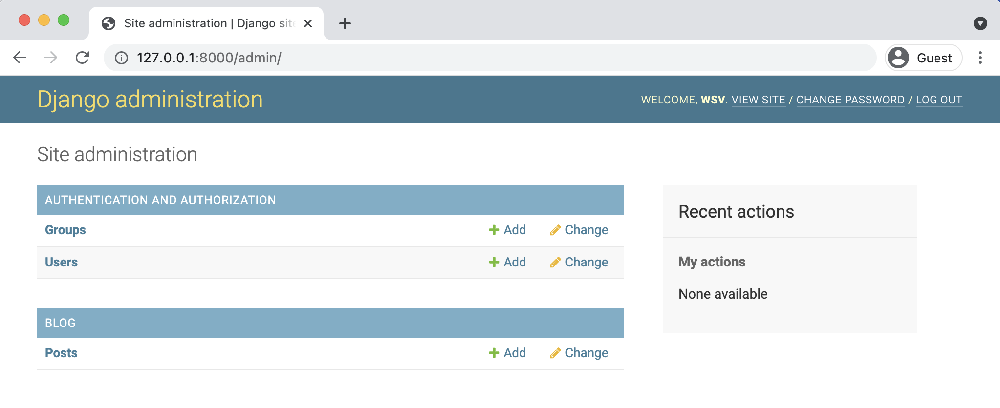 Site administration | Django site
127.0.0.1:8000/admin/
Guest
Django administration
WELCOME, WSV. VIEW SITE / CHANGE PASSWORD / LOG OUT
Site administration
AUTHENTICATION AND AUTHORIZATION
Groups Add Change
Users Add Change
BLOG
Posts Add Change
Recent actions
My actions
None available